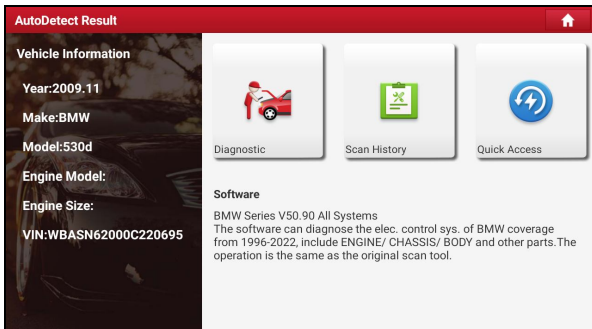 AutoDetect Result
Vehicle Information
Year:2009.11
Make:BMW
Model:530d
Engine Model:
Engine Size:
VIN:WBASN62000C220695
Diagnostic
Scan History
Quick Access
Software
BMW Series V50.90 All Systems
The software can diagnose the elec. control sys. of BMW coverage
from 1996-2022, include ENGINE/ CHASSIS/ BODY and other parts.The
operation is the same as the original scan tool.